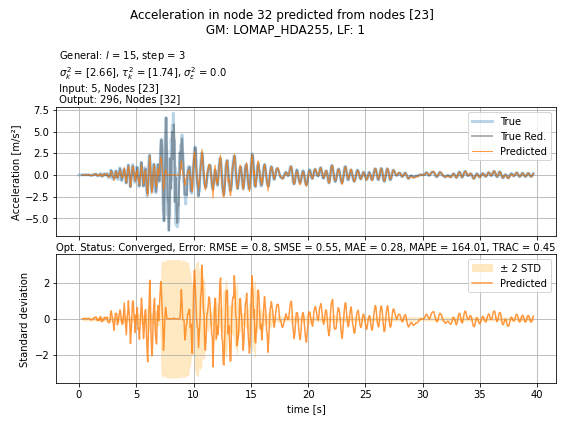 Acceleration in node 32 predicted from nodes [23]
GM: LOMAP_HDA255, LF: 1
General: l = 15, step = 3
σ²ₖ = [2.66], τ²ₖ = [1.74], σ²ε = 0.0
Input: 5, Nodes [23]
Output: 296, Nodes [32]
Acceleration [m/s²]
7.5
5.0
2.5
0.0
−2.5
−5.0
True
True Red.
Predicted
Opt. Status: Converged, Error: RMSE = 0.8, SMSE = 0.55, MAE = 0.28, MAPE = 164.01, TRAC = 0.45
Standard deviation
2
0
−2
± 2 STD
Predicted
0 5 10 15 20 25 30 35 40
time [s]